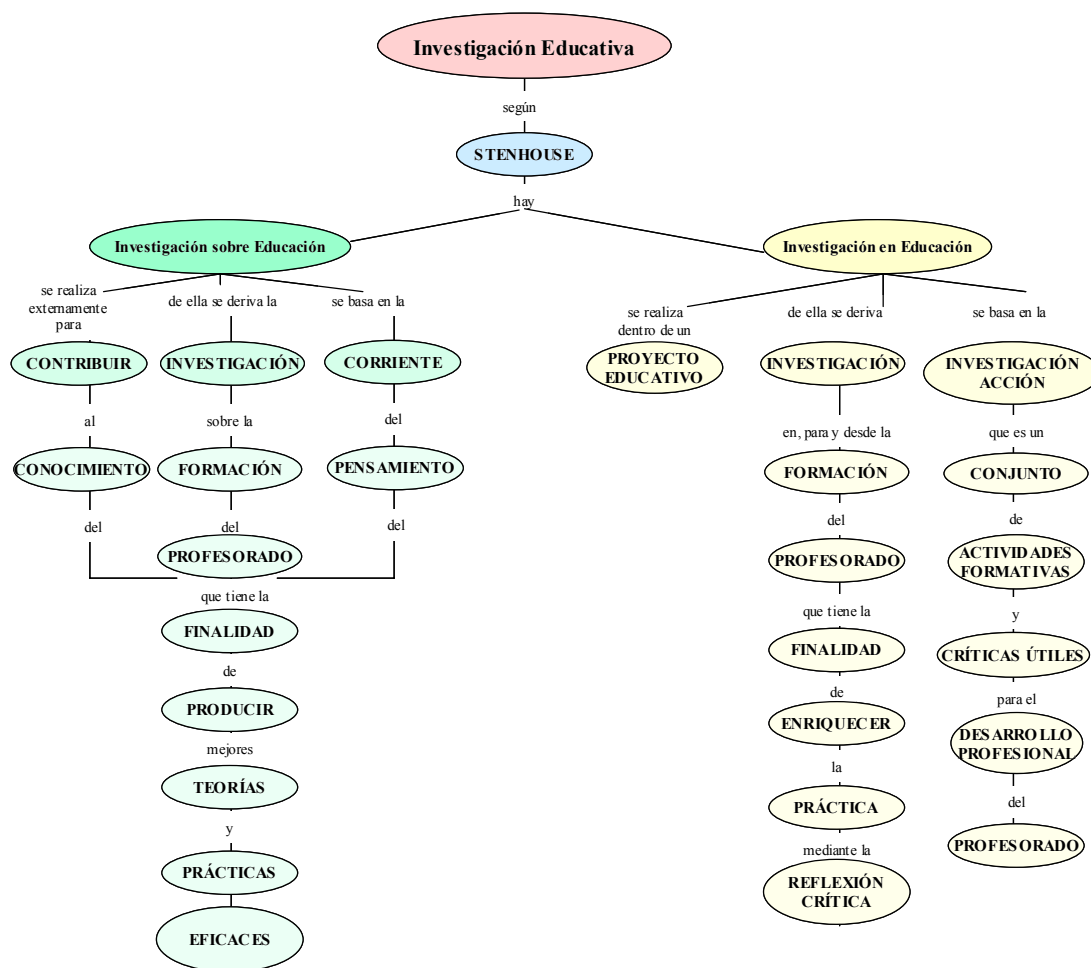 Investigación Educativa
según
STENHOUSE
hay
Investigación sobre Educación
se realiza
externamente
para
CONTRIBUIR
al
CONOCIMIENTO
del
de ella se deriva la
INVESTIGACIÓN
sobre la
FORMACIÓN
del
PROFESORADO
se basa en la
CORRIENTE
del
PENSAMIENTO
del
que tiene la
FINALIDAD
de
PRODUCIR
mejores
TEORÍAS
y
PRÁCTICAS
EFICACES
Investigación en Educación
se realiza
dentro de un
PROYECTO
EDUCATIVO
de ella se deriva
INVESTIGACIÓN
en, para y desde la
FORMACIÓN
del
PROFESORADO
que tiene la
FINALIDAD
de
ENRIQUECER
la
PRÁCTICA
mediante la
REFLEXIÓN
CRÍTICA
se basa en la
INVESTIGACIÓN
ACCIÓN
que es un
CONJUNTO
de
ACTIVIDADES
FORMATIVAS
y
CRÍTICAS ÚTILES
para el
DESARROLLO
PROFESIONAL
del
PROFESORADO